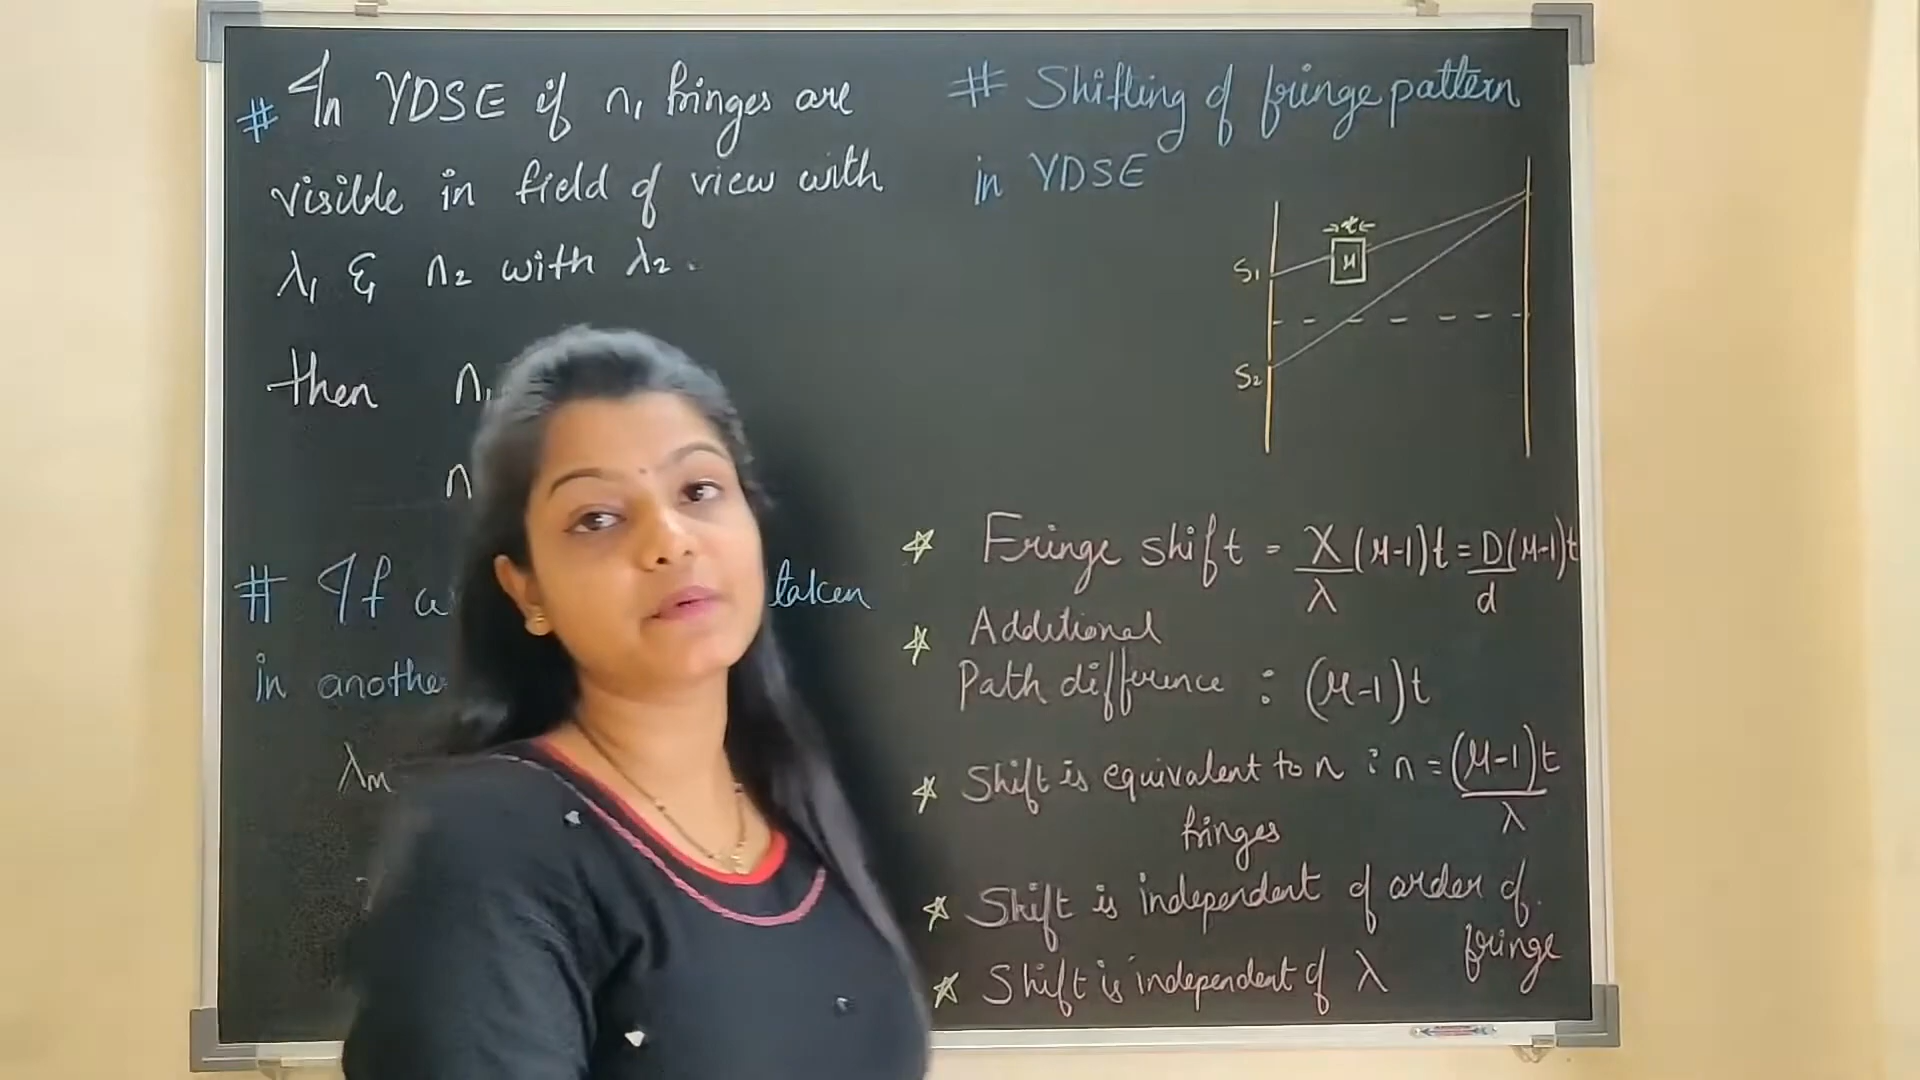 # In YDSE if n₁ fringes are
visible in field of view with
λ₁ & n₂ with λ₂.
then n₁
n
# If taken
in another
λm
# Shifting of fringe pattern
in YDSE
→t←
S₁
μ
S₂
☆ Fringe shift = X/λ (μ-1)t = D/d (μ-1)t
☆ Additional
Path difference : (μ-1)t
☆ Shift is equivalent to n : n = (μ-1)t/λ
fringes
☆ Shift is independent of order of
fringe
☆ Shift is independent of λ